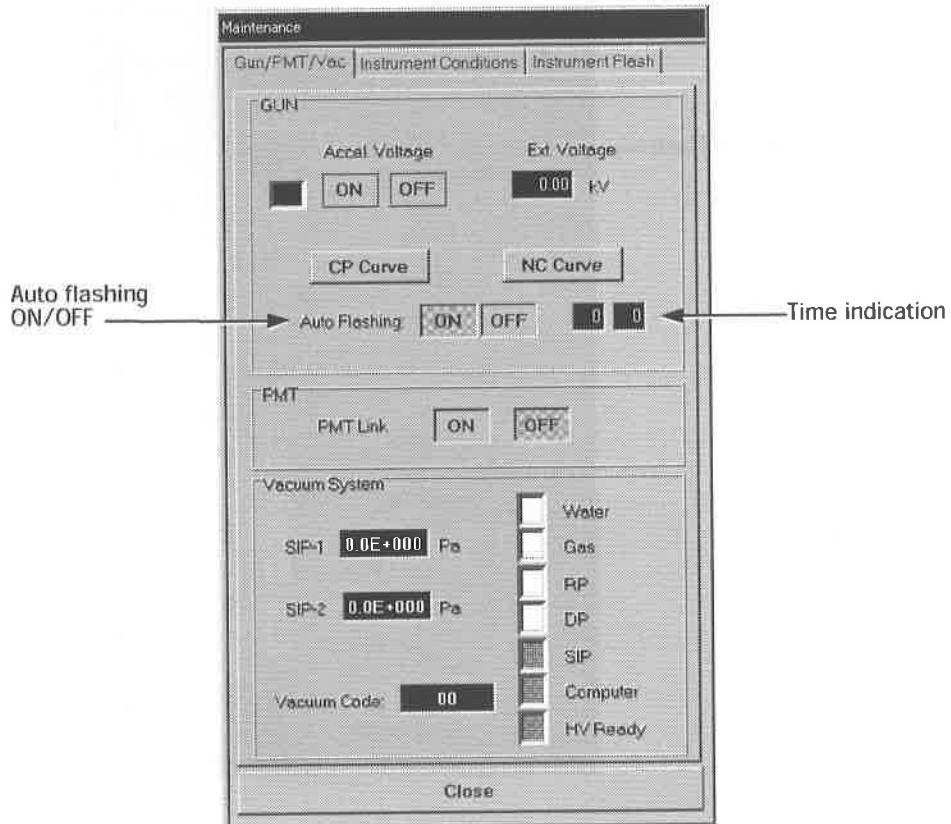 Maintenance
Gun/PMT/Vac Instrument Conditions Instrument Flash
GUN
Accel. Voltage Ext. Voltage
ON OFF 0.00 kV
CP Curve NC Curve
Auto flashing
ON/OFF
Auto Flashing: ON OFF 0 0
Time indication
PMT
PMT Link ON OFF
Vacuum System
Water
SIP-1 0.0E+000 Pa Gas
RP
SIP-2 0.0E+000 Pa DP
SIP
Computer
Vacuum Code: 00
HV Ready
Close